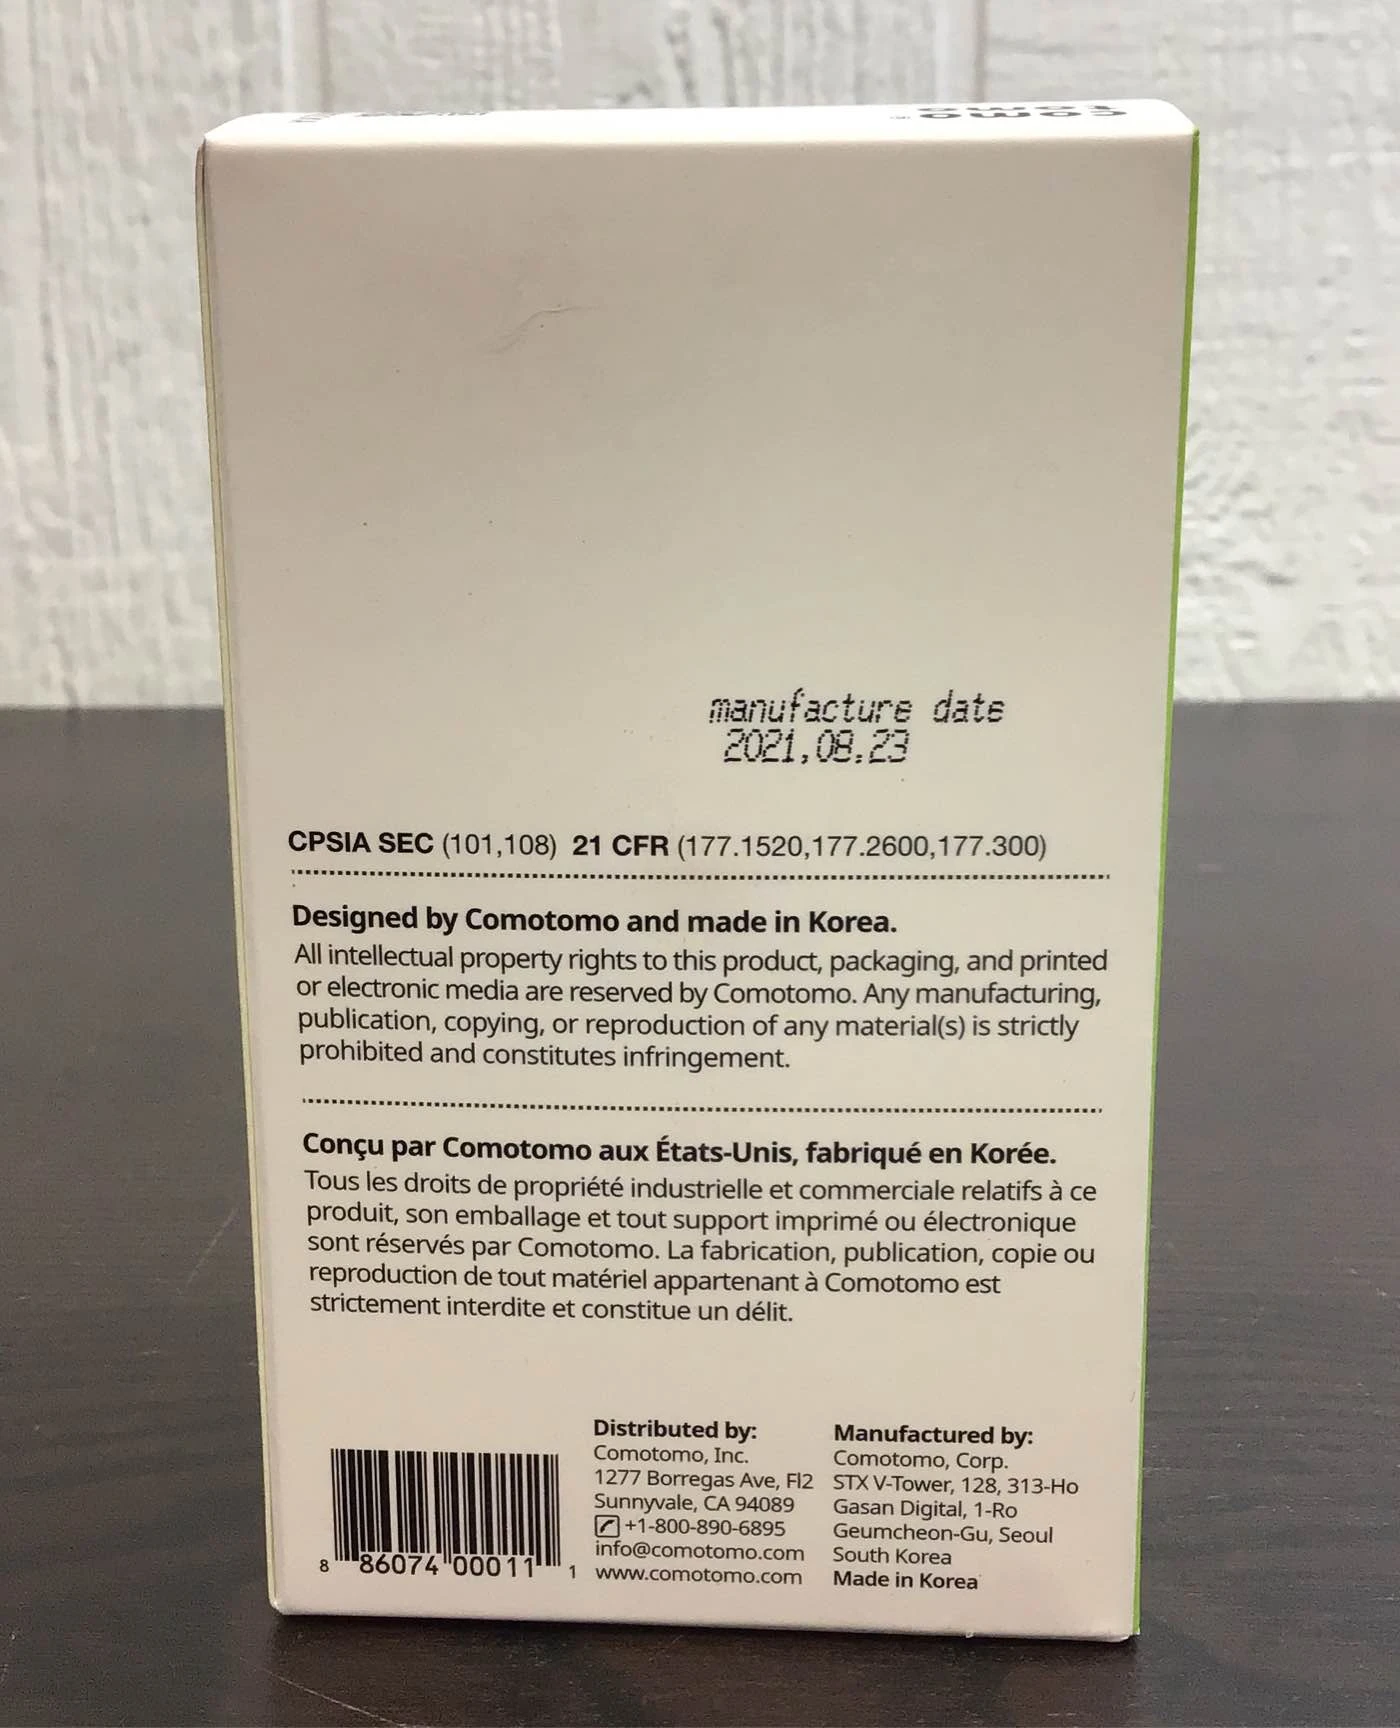 como
tomo
manufacture date
2021,08.23
CPSIA SEC (101,108) 21 CFR (177.1520,177.2600,177.300)
Designed by Comotomo and made in Korea.
All intellectual property rights to this product, packaging, and printed
or electronic media are reserved by Comotomo. Any manufacturing,
publication, copying, or reproduction of any material(s) is strictly
prohibited and constitutes infringement.
Conçu par Comotomo aux États-Unis, fabriqué en Korée.
Tous les droits de propriété industrielle et commerciale relatifs à ce
produit, son emballage et tout support imprimé ou électronique
sont réservés par Comotomo. La fabrication, publication, copie ou
reproduction de tout matériel appartenant à Comotomo est
strictement interdite et constitue un délit.
8 86074 00011 1
Distributed by:
Comotomo, Inc.
1277 Borregas Ave, Fl2
Sunnyvale, CA 94089
+1-800-890-6895
info@comotomo.com
www.comotomo.com
Manufactured by:
Comotomo, Corp.
STX V-Tower, 128, 313-Ho
Gasan Digital, 1-Ro
Geumcheon-Gu, Seoul
South Korea
Made in Korea